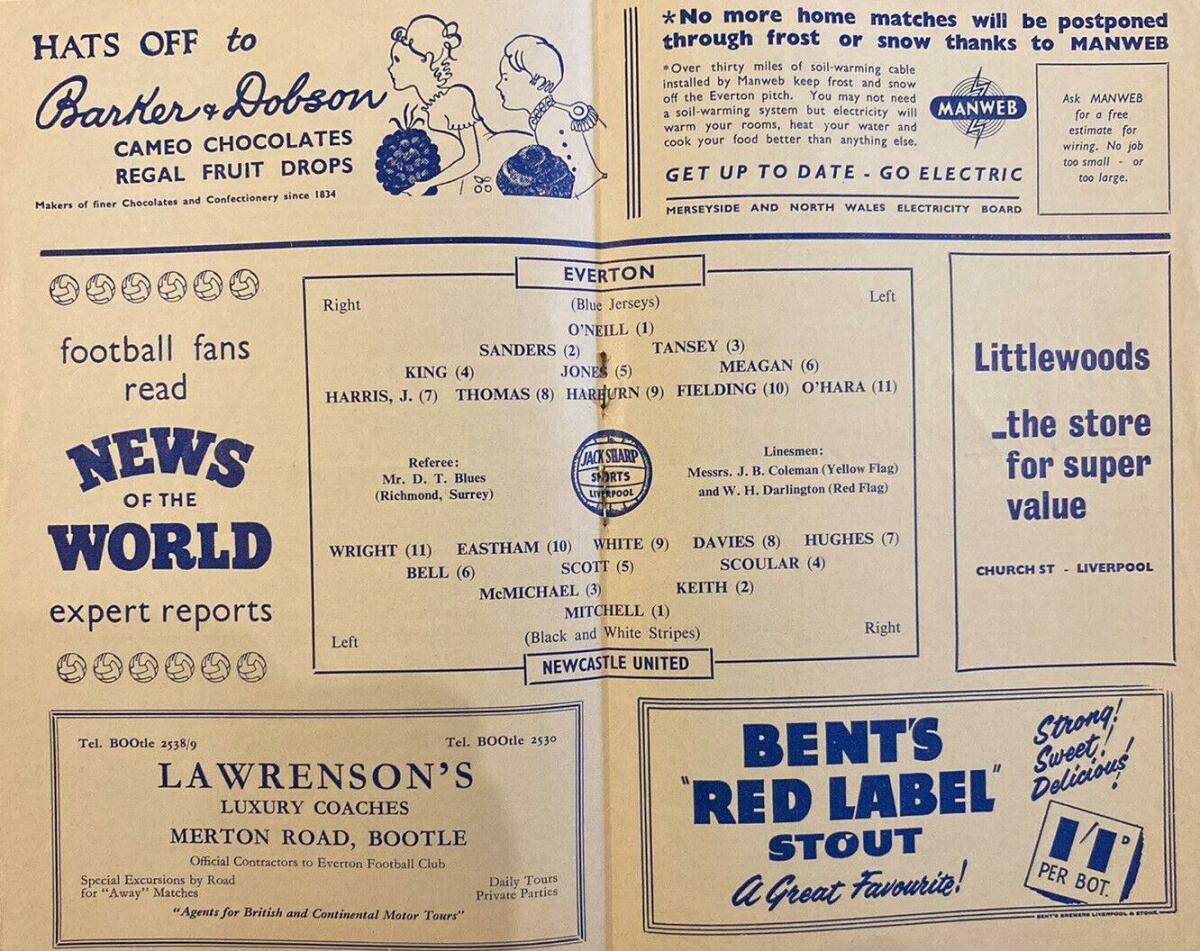 HATS OFF to
Barker & Dobson
CAMEO CHOCOLATES
REGAL FRUIT DROPS
Makers of finer Chocolates and Confectionery since 1834
*No more home matches will be postponed
through frost or snow thanks to MANWEB
*Over thirty miles of soil-warming cable
installed by Manweb keep frost and snow
off the Everton pitch. You may not need
a soil-warming system but electricity will
warm your rooms, heat your water and
cook your food better than anything else.
MANWEB
GET UP TO DATE - GO ELECTRIC
MERSEYSIDE AND NORTH WALES ELECTRICITY BOARD
Ask MANWEB
for a free
estimate for
wiring. No job
too small - or
too large.
football fans
read
NEWS
OF THE
WORLD
expert reports
EVERTON
Right (Blue Jerseys) Left
O'NEILL (1)
SANDERS (2) TANSEY (3)
KING (4) JONES (5) MEAGAN (6)
HARRIS, J. (7) THOMAS (8) HARBURN (9) FIELDING (10) O'HARA (11)
Referee:
Mr. D. T. Blues
(Richmond, Surrey)
JACK SHARP
SPORTS
LIVERPOOL
Linesmen:
Messrs. J. B. Coleman (Yellow Flag)
and W. H. Darlington (Red Flag)
WRIGHT (11) EASTHAM (10) WHITE (9) DAVIES (8) HUGHES (7)
BELL (6) SCOTT (5) SCOULAR (4)
McMICHAEL (3) KEITH (2)
MITCHELL (1)
Left (Black and White Stripes) Right
NEWCASTLE UNITED
Littlewoods
...the store
for super
value
CHURCH ST - LIVERPOOL
Tel. BOOtle 2538/9 Tel. BOOtle 2530
LAWRENSON'S
LUXURY COACHES
MERTON ROAD, BOOTLE
Official Contractors to Everton Football Club
Special Excursions by Road
for "Away" Matches
Daily Tours
Private Parties
"Agents for British and Continental Motor Tours"
BENT'S
"RED LABEL"
STOUT
A Great Favourite!
Strong!
Sweet!
Delicious!
1/1D
PER BOT.
BENT'S BREWERS LIVERPOOL & STONE.